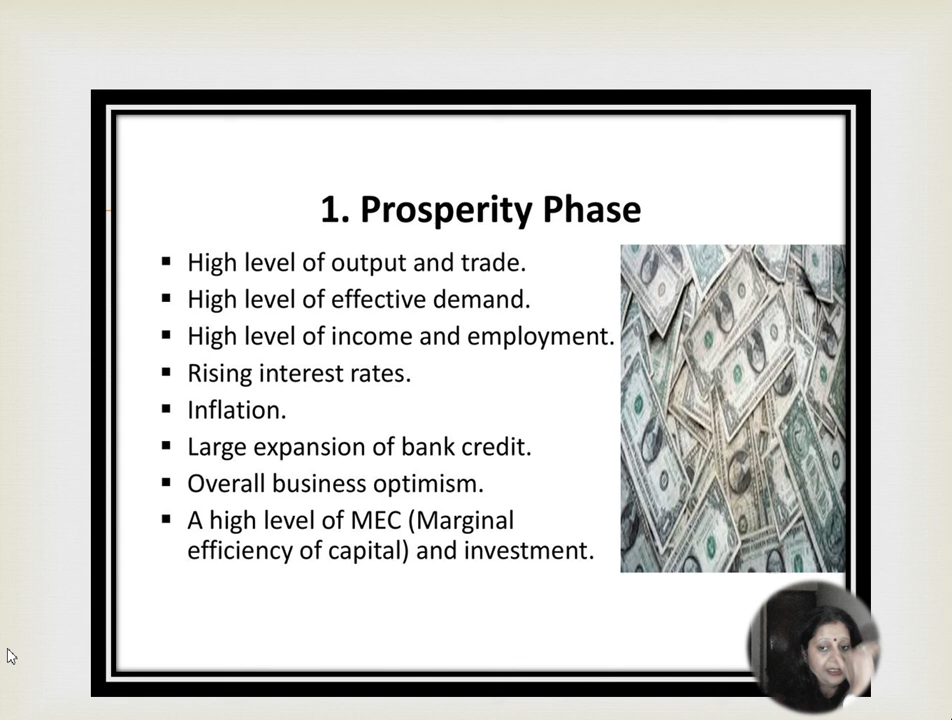 1. Prosperity Phase
▪ High level of output and trade.
▪ High level of effective demand.
▪ High level of income and employment.
▪ Rising interest rates.
▪ Inflation.
▪ Large expansion of bank credit.
▪ Overall business optimism.
▪ A high level of MEC (Marginal
efficiency of capital) and investment.